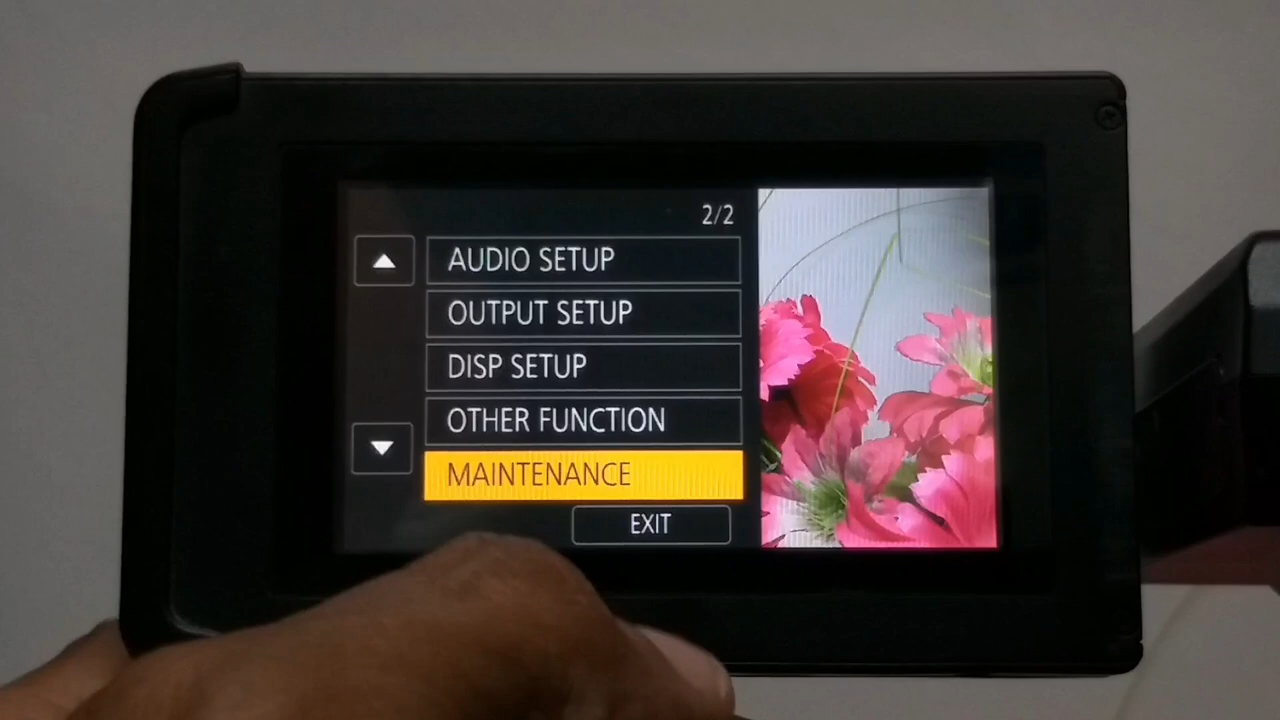 2/2
AUDIO SETUP
OUTPUT SETUP
DISP SETUP
OTHER FUNCTION
MAINTENANCE
EXIT